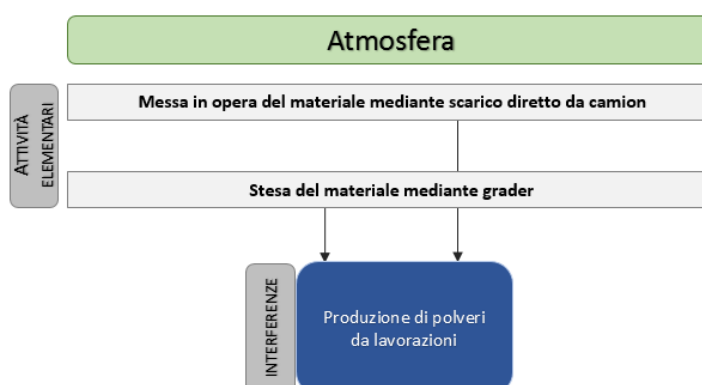 Atmosfera
ATTIVITÀ
ELEMENTARI
Messa in opera del materiale mediante scarico diretto da camion
Stesa del materiale mediante grader
INTERFERENZE
Produzione di polveri
da lavorazioni